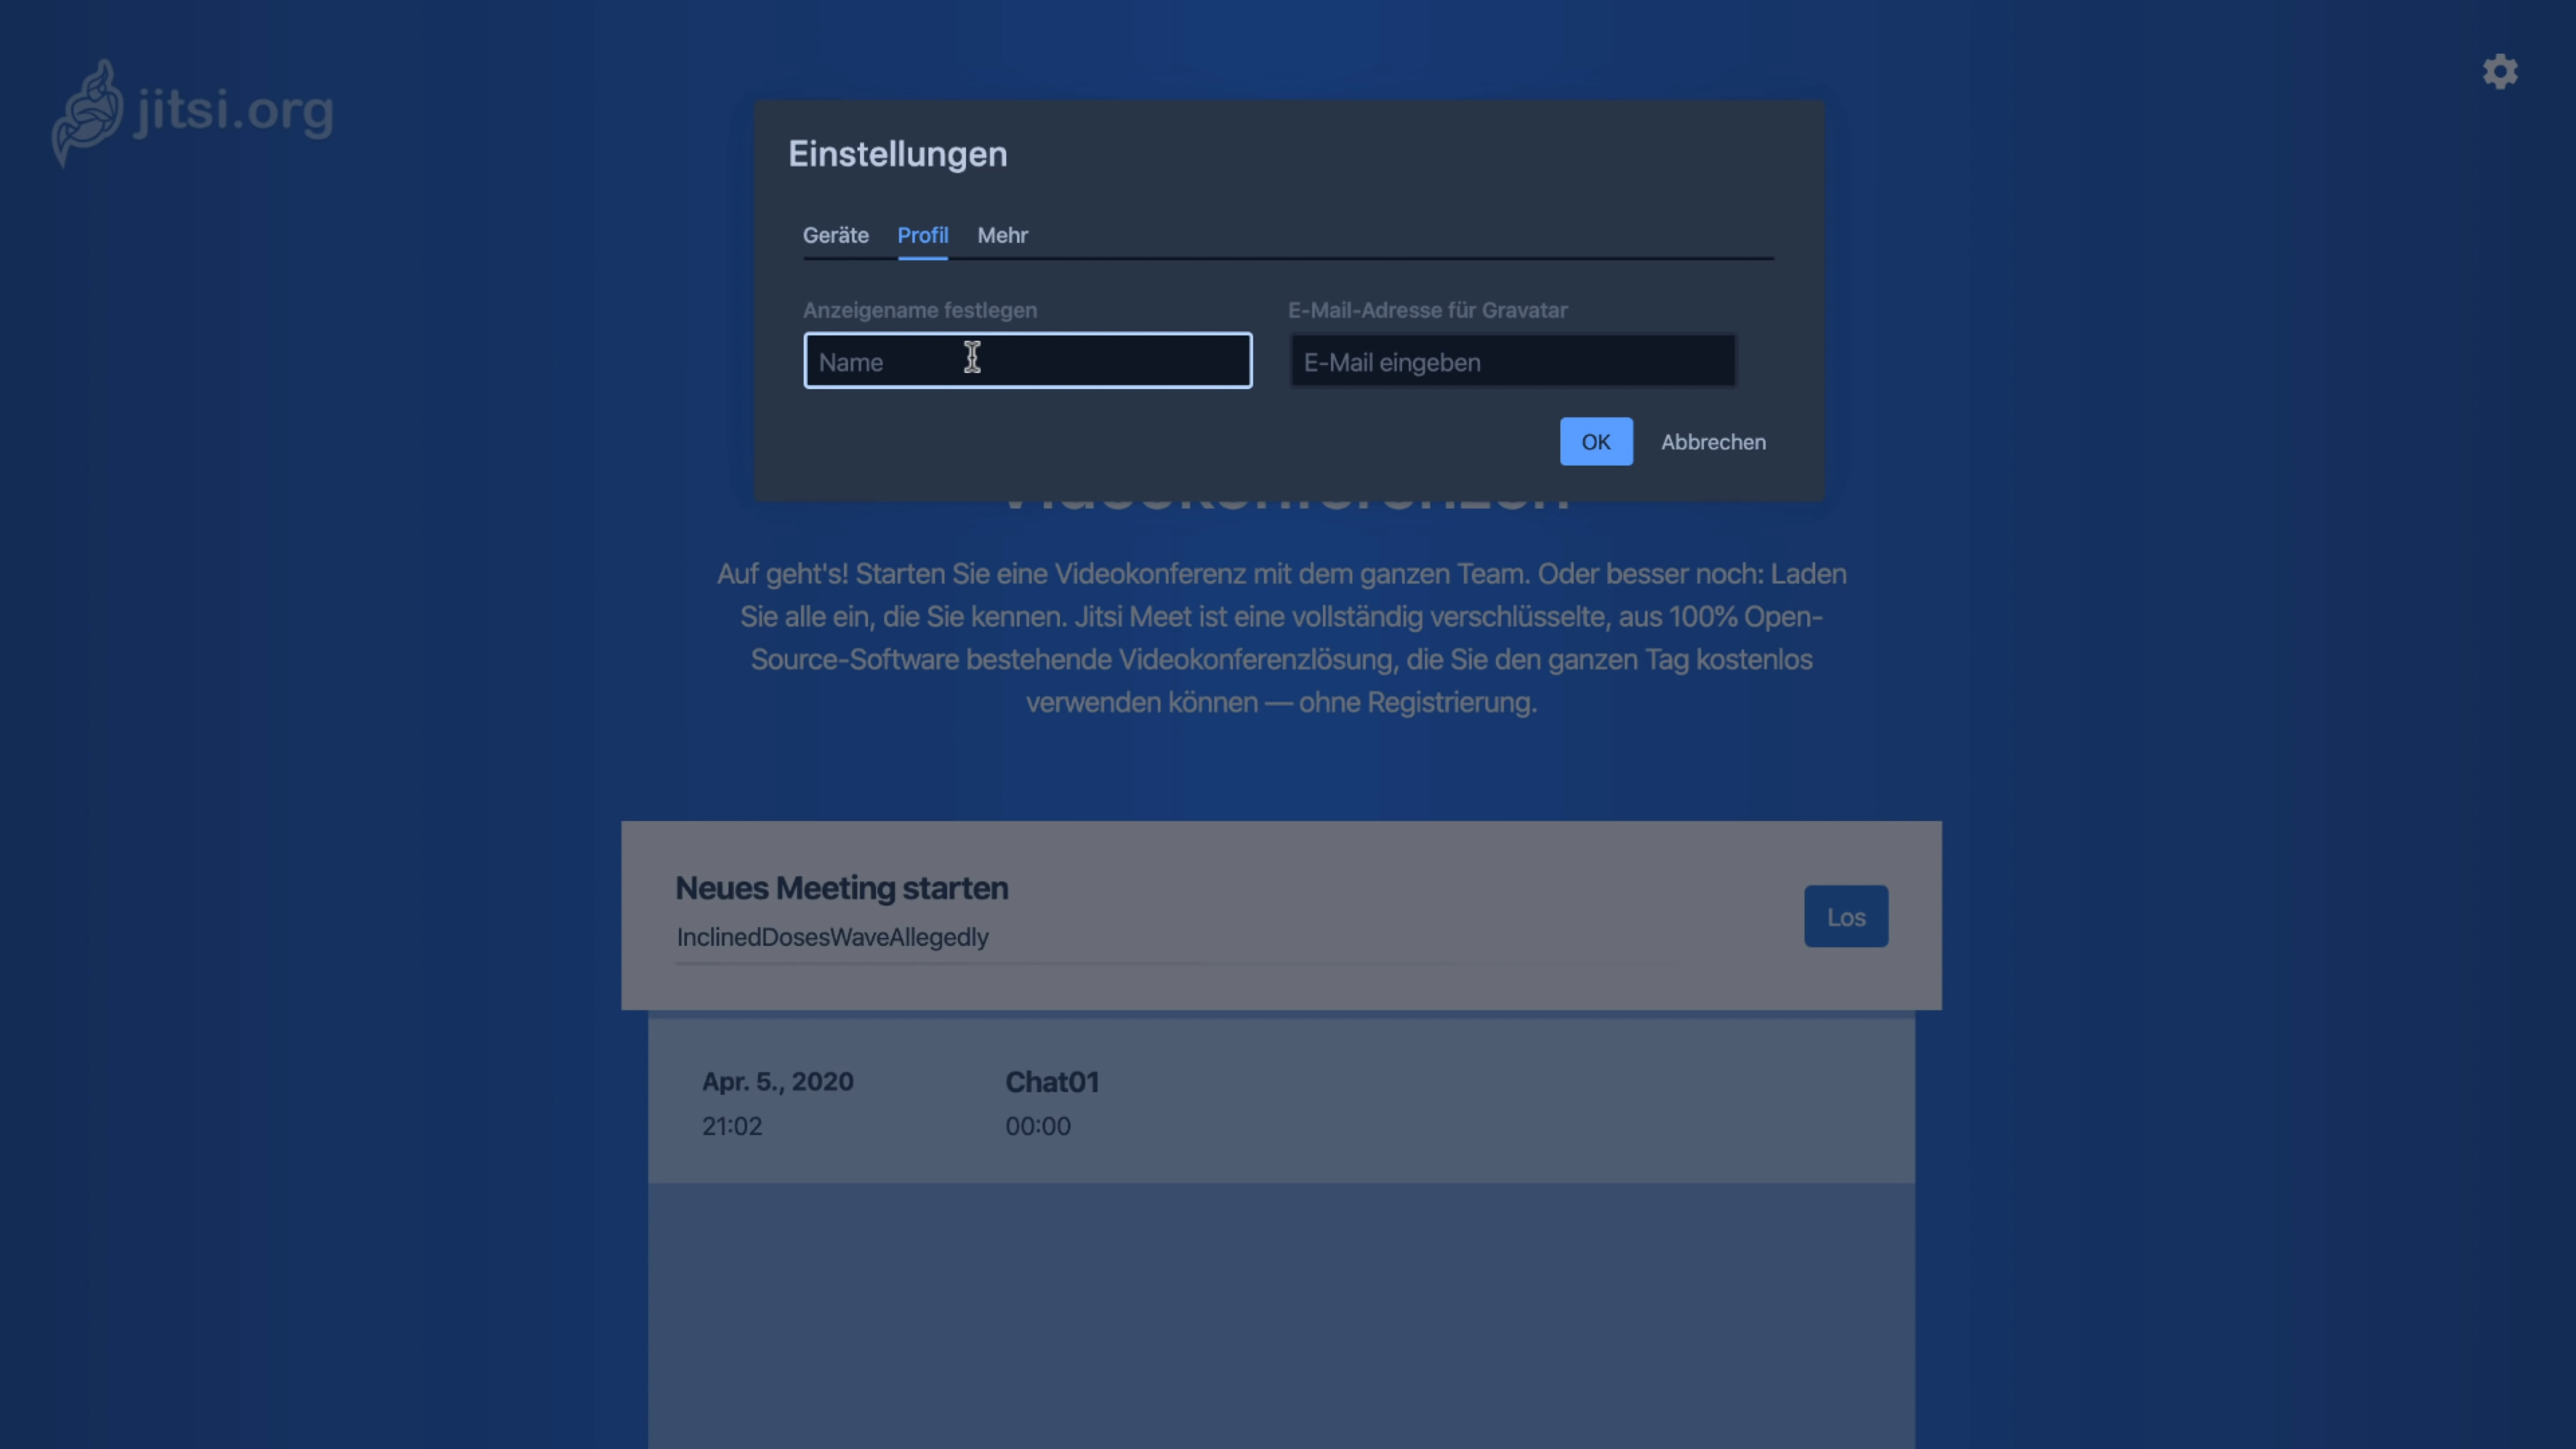 jitsi.org
Einstellungen
Geräte Profil Mehr
Anzeigename festlegen E-Mail-Adresse für Gravatar
Name E-Mail eingeben
OK Abbrechen
Auf geht's! Starten Sie eine Videokonferenz mit dem ganzen Team. Oder besser noch: Laden
Sie alle ein, die Sie kennen. Jitsi Meet ist eine vollständig verschlüsselte, aus 100% Open-
Source-Software bestehende Videokonferenzlösung, die Sie den ganzen Tag kostenlos
verwenden können — ohne Registrierung.
Neues Meeting starten
InclinedDosesWaveAllegedly
Los
Apr. 5., 2020 Chat01
21:02 00:00